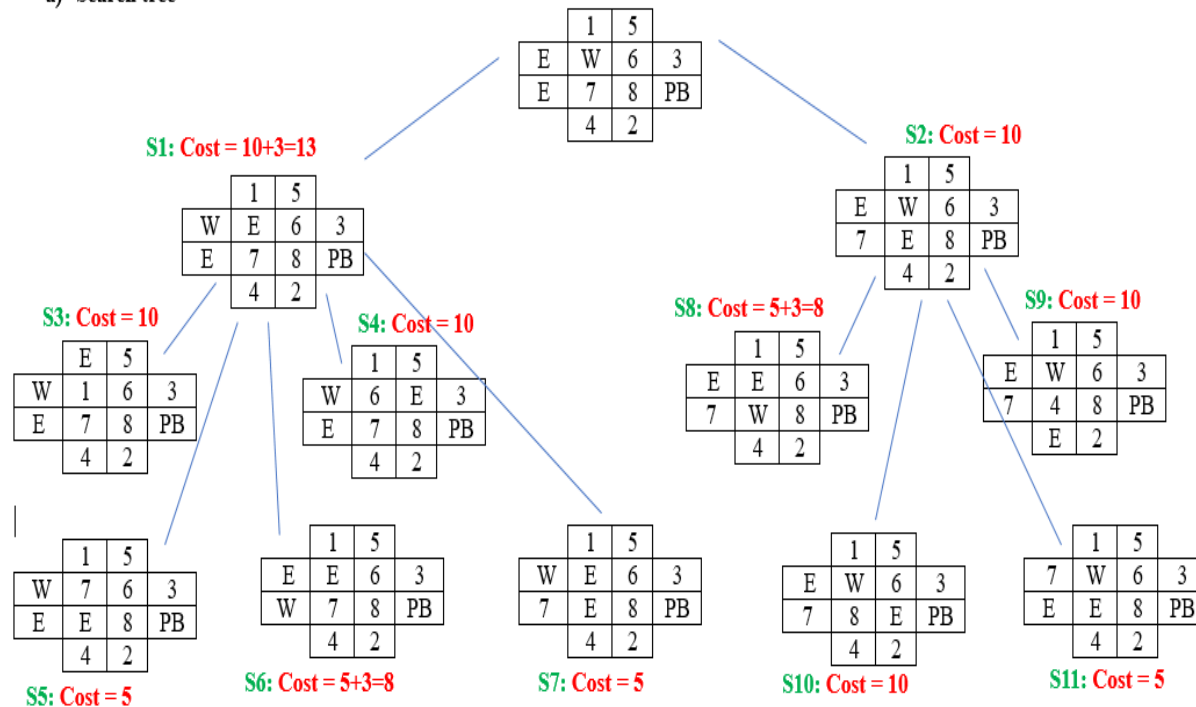 a) Search tree
1 5
E W 6 3
E 7 8 PB
4 2
S1: Cost = 10+3=13
1 5
W E 6 3
E 7 8 PB
4 2
S2: Cost = 10
1 5
E W 6 3
7 E 8 PB
4 2
S3: Cost = 10
E 5
W 1 6 3
E 7 8 PB
4 2
S4: Cost = 10
1 5
W 6 E 3
E 7 8 PB
4 2
S8: Cost = 5+3=8
1 5
E E 6 3
7 W 8 PB
4 2
S9: Cost = 10
1 5
E W 6 3
7 4 8 PB
E 2
1 5
W 7 6 3
E E 8 PB
4 2
S5: Cost = 5
1 5
E E 6 3
W 7 8 PB
4 2
S6: Cost = 5+3=8
1 5
W E 6 3
7 E 8 PB
4 2
S7: Cost = 5
1 5
E W 6 3
7 8 E PB
4 2
S10: Cost = 10
1 5
7 W 6 3
E E 8 PB
4 2
S11: Cost = 5